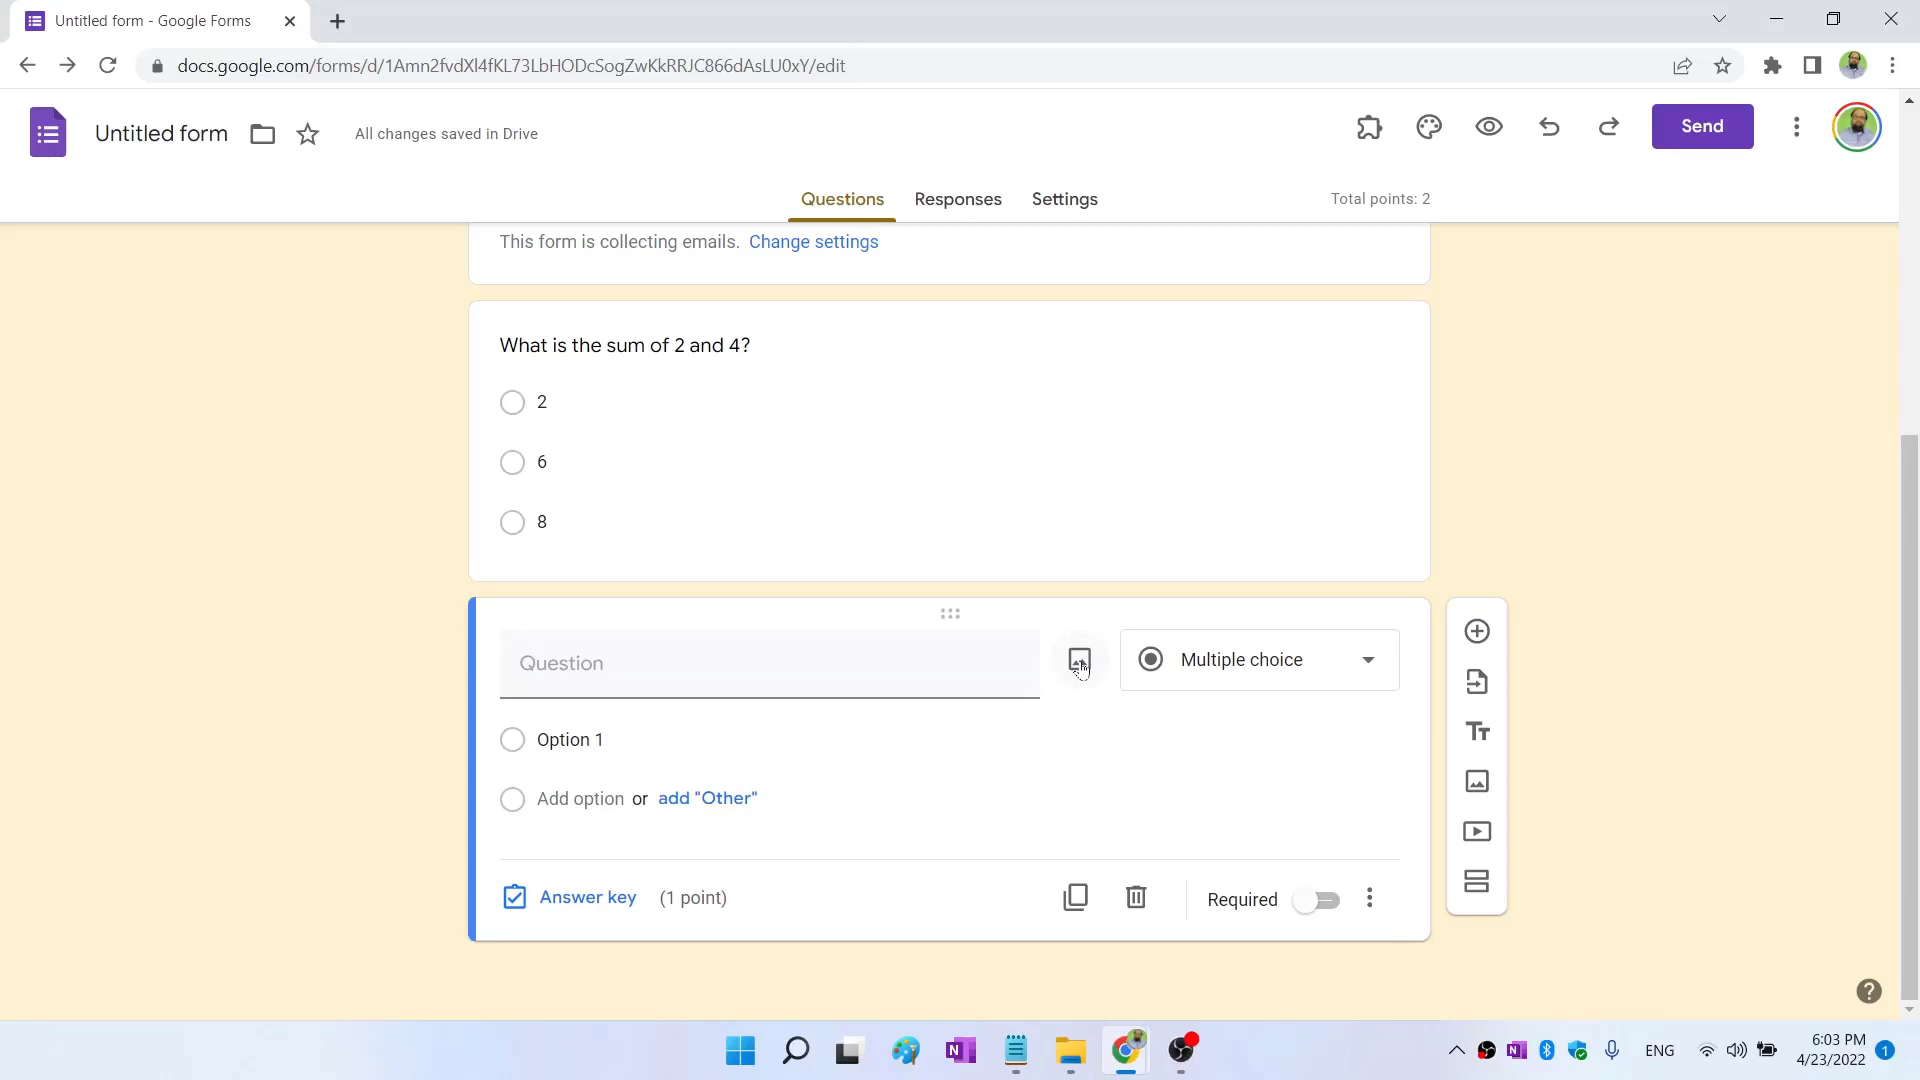 Untitled form - Google Forms
docs.google.com/forms/d/1Amn2fvdXl4fKL73LbHODcSogZwKkRRJC866dAsLU0xY/edit
Untitled form
All changes saved in Drive
Send
Questions
Responses
Settings
Total points: 2
This form is collecting emails. Change settings
What is the sum of 2 and 4?
2
6
8
Question
Multiple choice
Option 1
Add option or add "Other"
Answer key (1 point)
Required
Tт
N
N
ENG
6:03 PM
4/23/2022
1